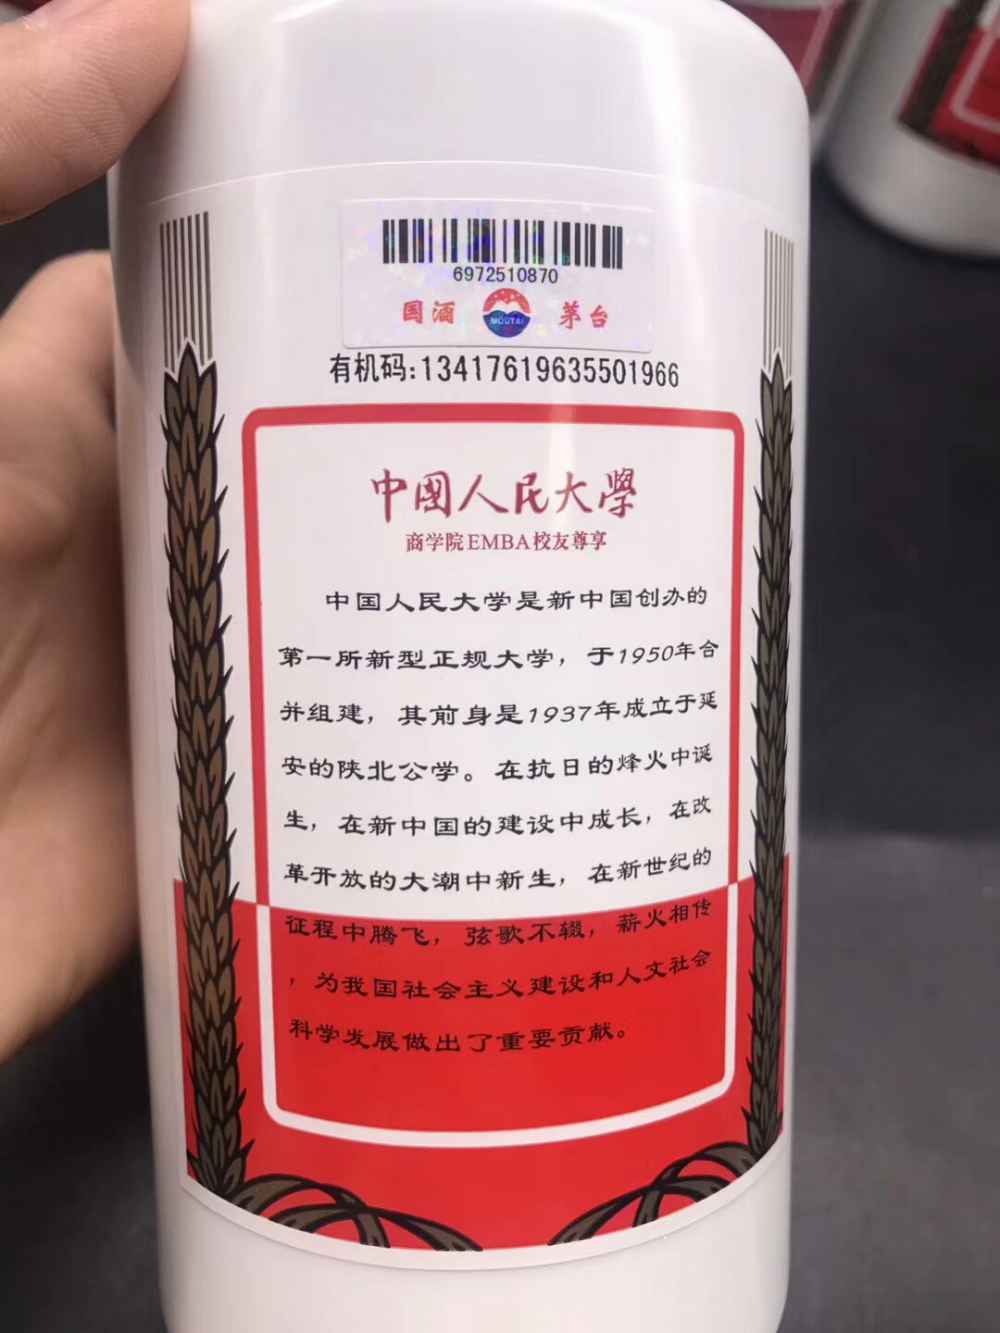 6972510870
国酒 MOUTAI 茅台
有机码:13417619635501966
中國人民大學
商学院EMBA校友尊享
中国人民大学是新中国创办的
第一所新型正规大学，于1950年合
并组建，其前身是1937年成立于延
安的陕北公学。在抗日的烽火中诞
生，在新中国的建设中成长，在改
革开放的大潮中新生，在新世纪的
征程中腾飞，弦歌不辍，薪火相传
，为我国社会主义建设和人文社会
科学发展做出了重要贡献。